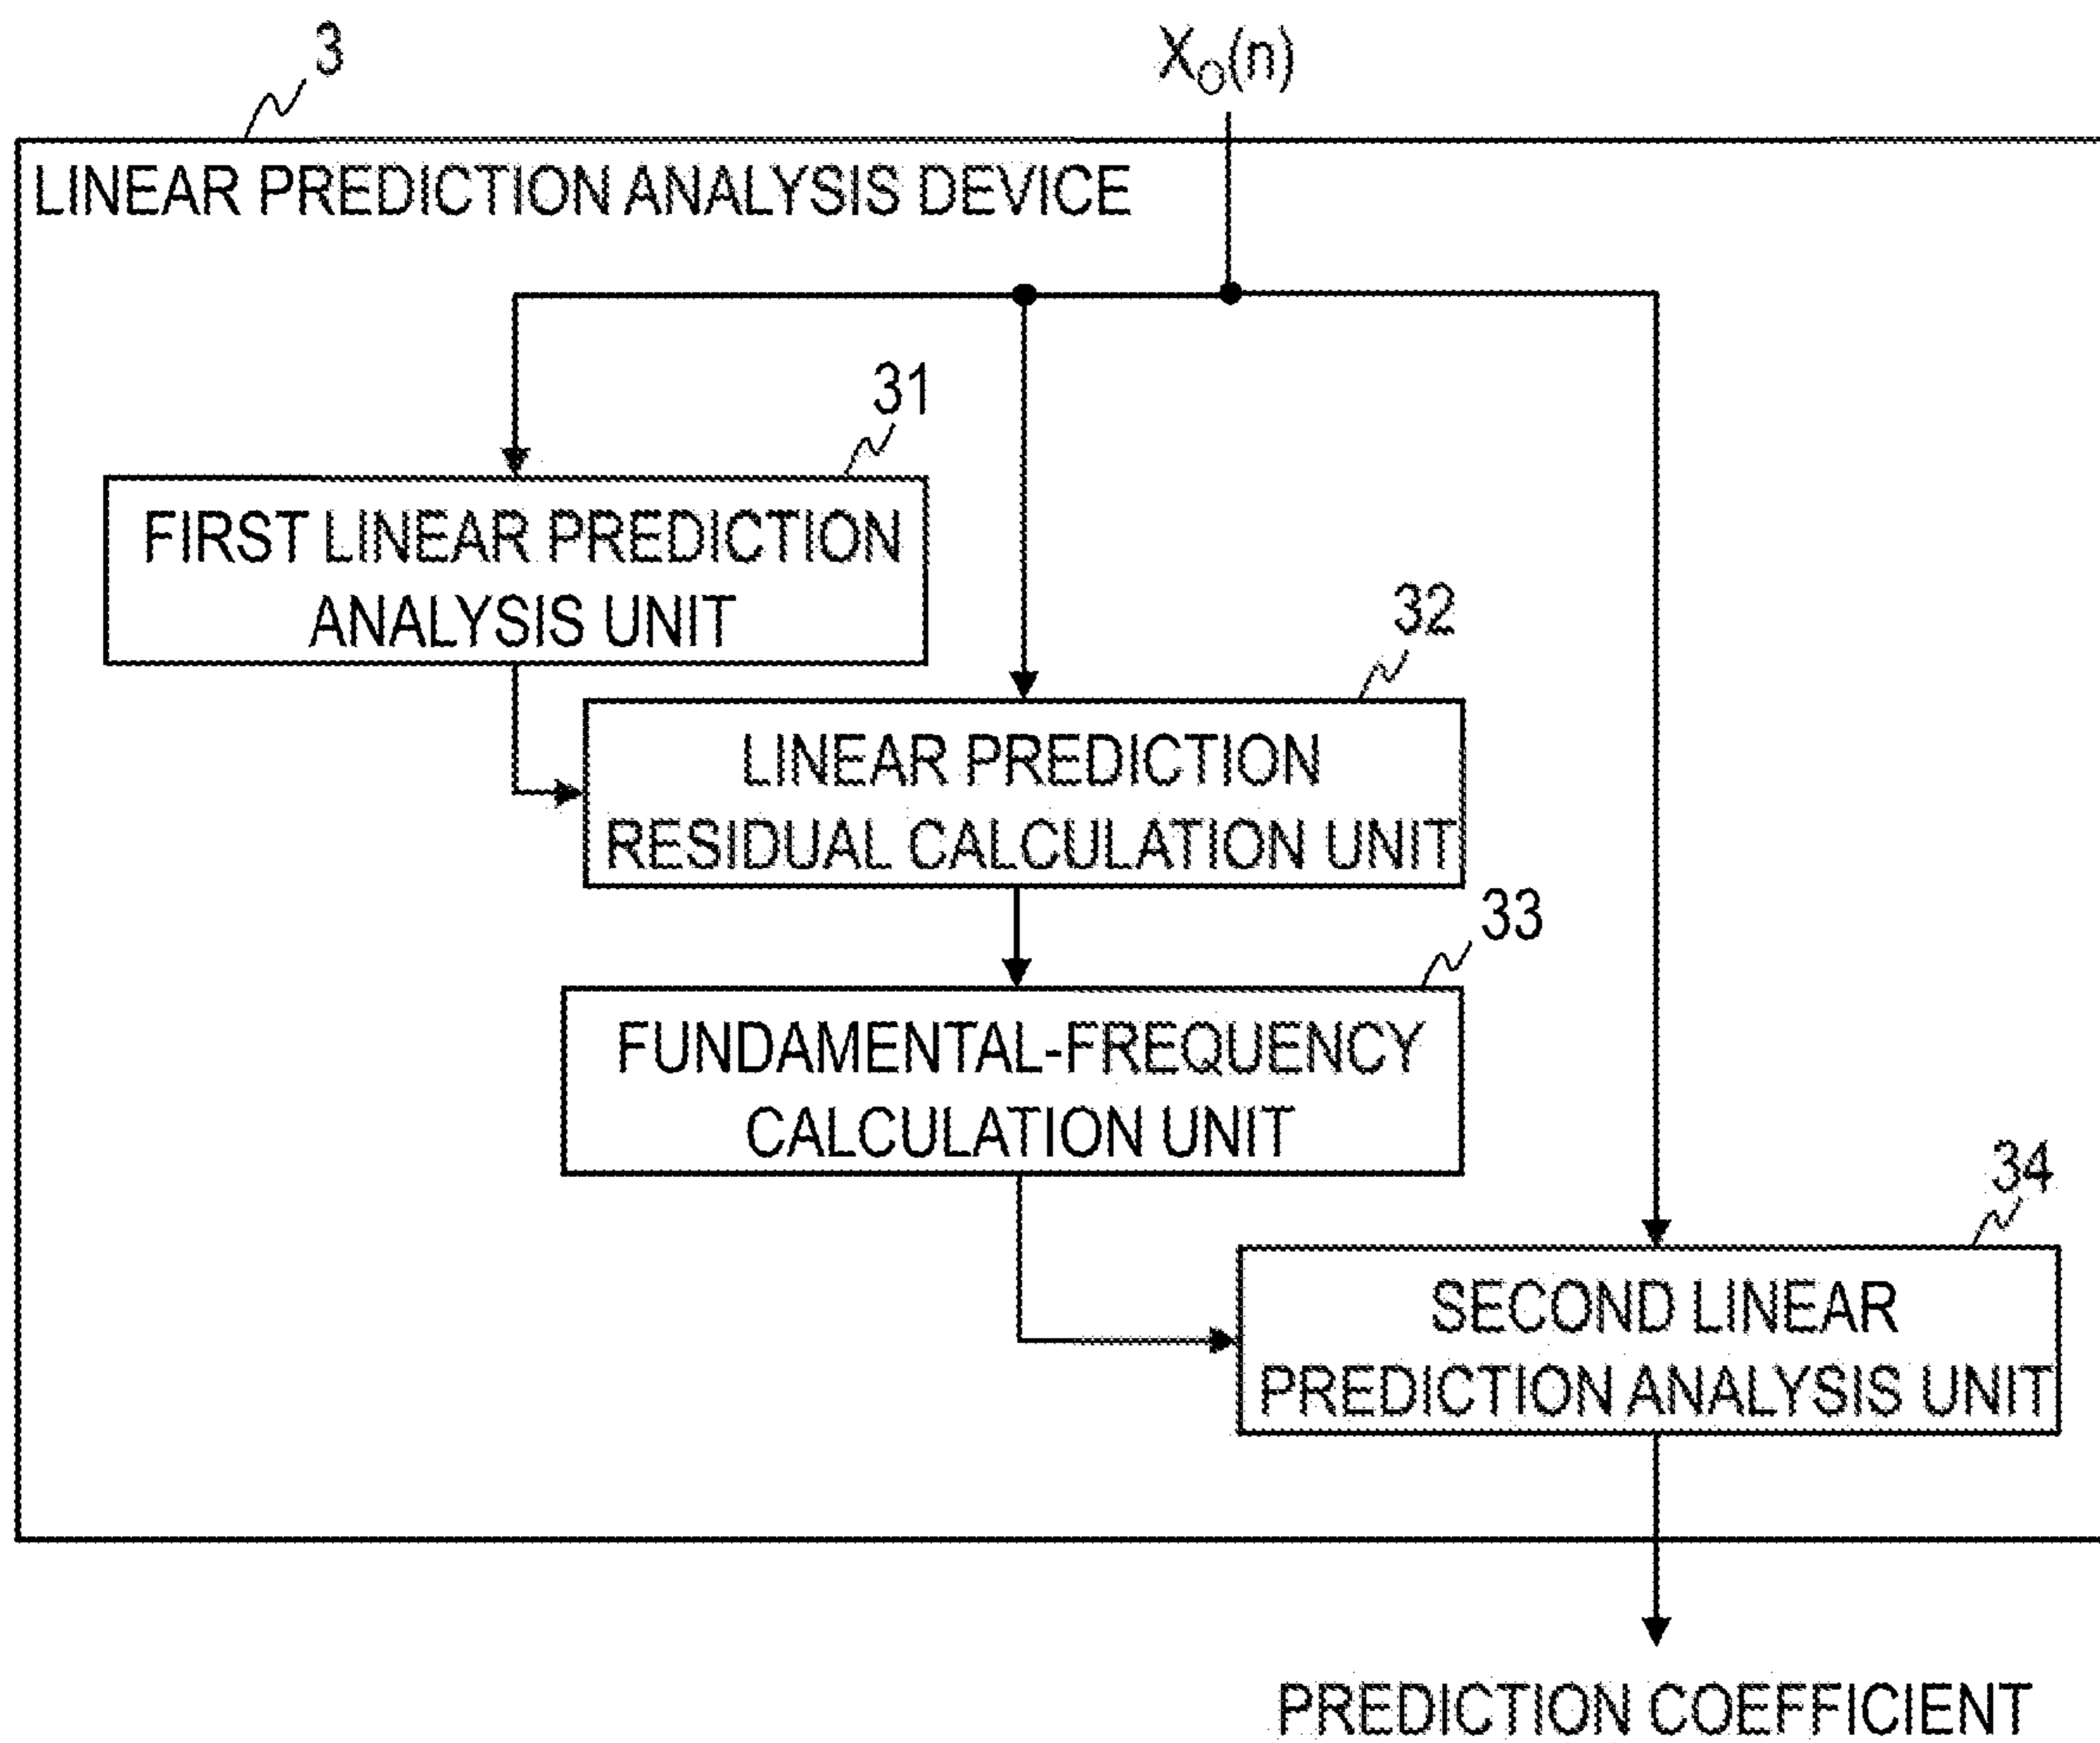 3
X_O(n)
LINEAR PREDICTION ANALYSIS DEVICE
31
FIRST LINEAR PREDICTION
ANALYSIS UNIT
32
LINEAR PREDICTION
RESIDUAL CALCULATION UNIT
33
FUNDAMENTAL-FREQUENCY
CALCULATION UNIT
34
SECOND LINEAR
PREDICTION ANALYSIS UNIT
PREDICTION COEFFICIENT